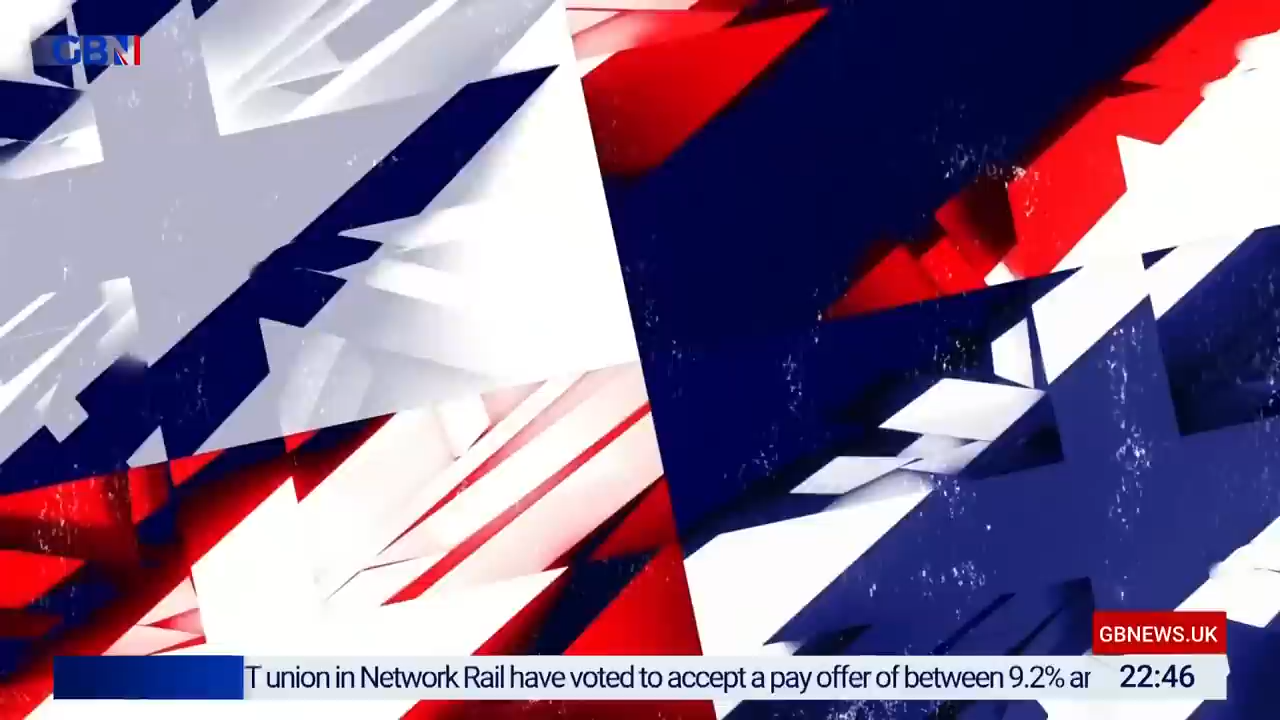 GBN
GBNEWS.UK
T union in Network Rail have voted to accept a pay offer of between 9.2%
22:46